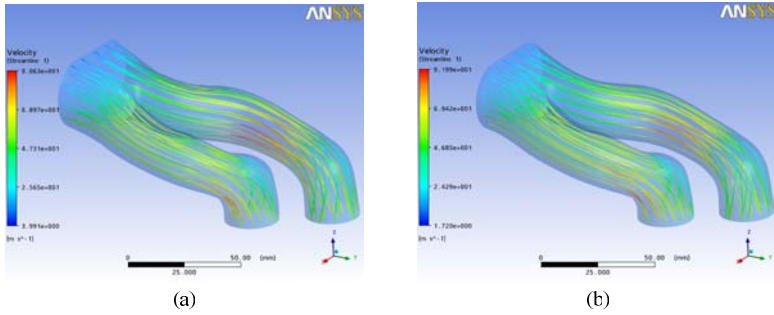 ANSYS
Velocity
(Streamline 1)
8.063e+001
6.897e+001
4.731e+001
2.565e+001
3.991e+000
[m s^-1]
0
50.00 (mm)
25.000
Z
Y
(a)
ANSYS
Velocity
(Streamline 1)
9.199e+001
6.942e+001
4.685e+001
2.429e+001
1.720e+000
[m s^-1]
0
50.00 (mm)
25.000
Z
Y
(b)